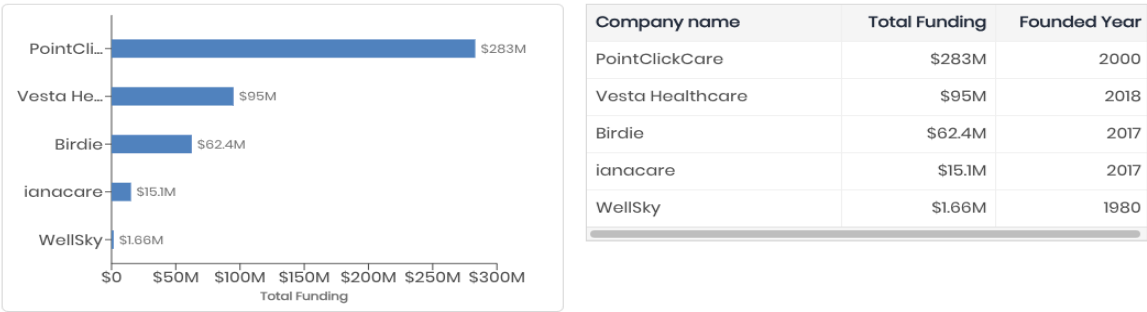 PointCli...
$283M
Vesta He...
$95M
Birdie
$62.4M
ianacare
$15.1M
WellSky
$1.66M
$0 $50M $100M $150M $200M $250M $300M
Total Funding
Company name Total Funding Founded Year
PointClickCare $283M 2000
Vesta Healthcare $95M 2018
Birdie $62.4M 2017
ianacare $15.1M 2017
WellSky $1.66M 1980